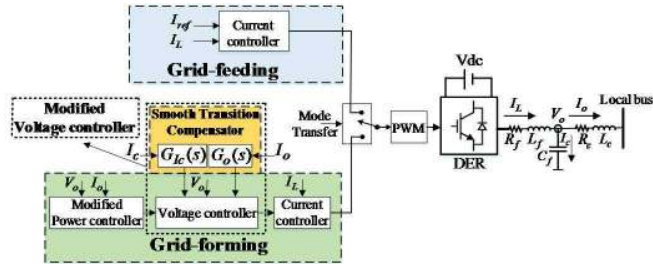 I_ref
I_L
Current
controller
Grid-feeding
Modified
Voltage controller
Smooth Transition
Compensator
I_c
G_Ic(s)
G_o(s)
I_o
V_o
I_o
V_o
I_L
Modified
Power controller
Voltage controller
Current
controller
Grid-forming
Mode
Transfer
PWM
Vdc
DER
I_L
V_o
I_o
Local bus
R_f
L_f
I_c
R_c
L_c
C_f